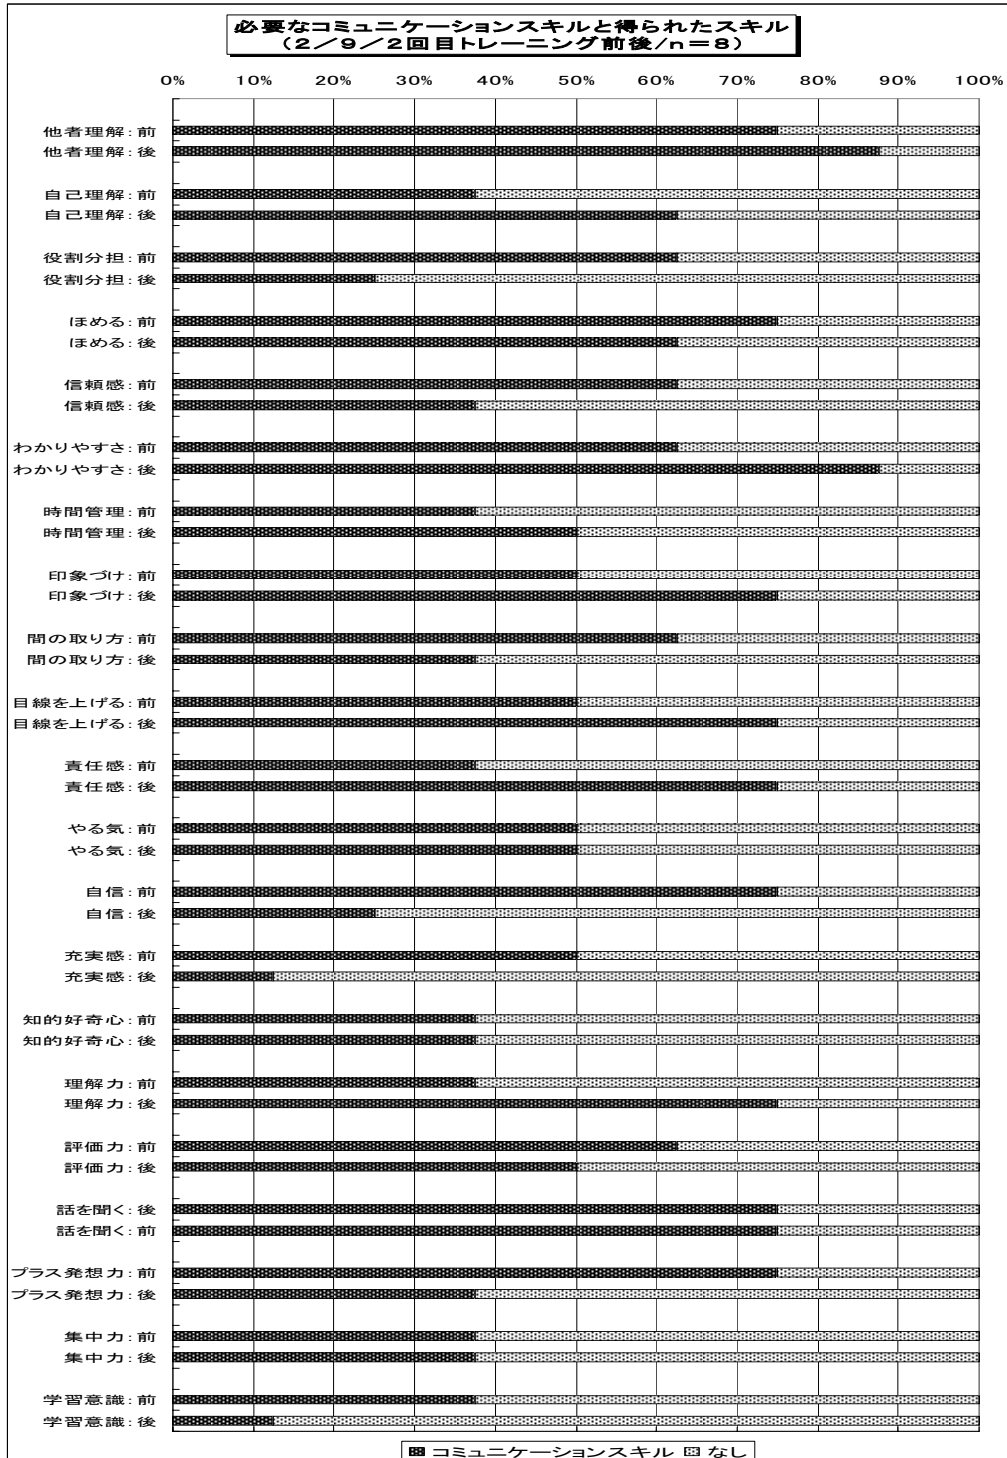 必要なコミュニケーションスキルと得られたスキル
(2/9/2回目トレーニング前後/n=8)
0% 10% 20% 30% 40% 50% 60% 70% 80% 90% 100%
他者理解:前
他者理解:後
自己理解:前
自己理解:後
役割分担:前
役割分担:後
ほめる:前
ほめる:後
信頼感:前
信頼感:後
わかりやすさ:前
わかりやすさ:後
時間管理:前
時間管理:後
印象づけ:前
印象づけ:後
間の取り方:前
間の取り方:後
目線を上げる:前
目線を上げる:後
責任感:前
責任感:後
やる気:前
やる気:後
自信:前
自信:後
充実感:前
充実感:後
知的好奇心:前
知的好奇心:後
理解力:前
理解力:後
評価力:前
評価力:後
話を聞く:後
話を聞く:前
プラス発想力:前
プラス発想力:後
集中力:前
集中力:後
学習意識:前
学習意識:後
コミュニケーションスキル なし